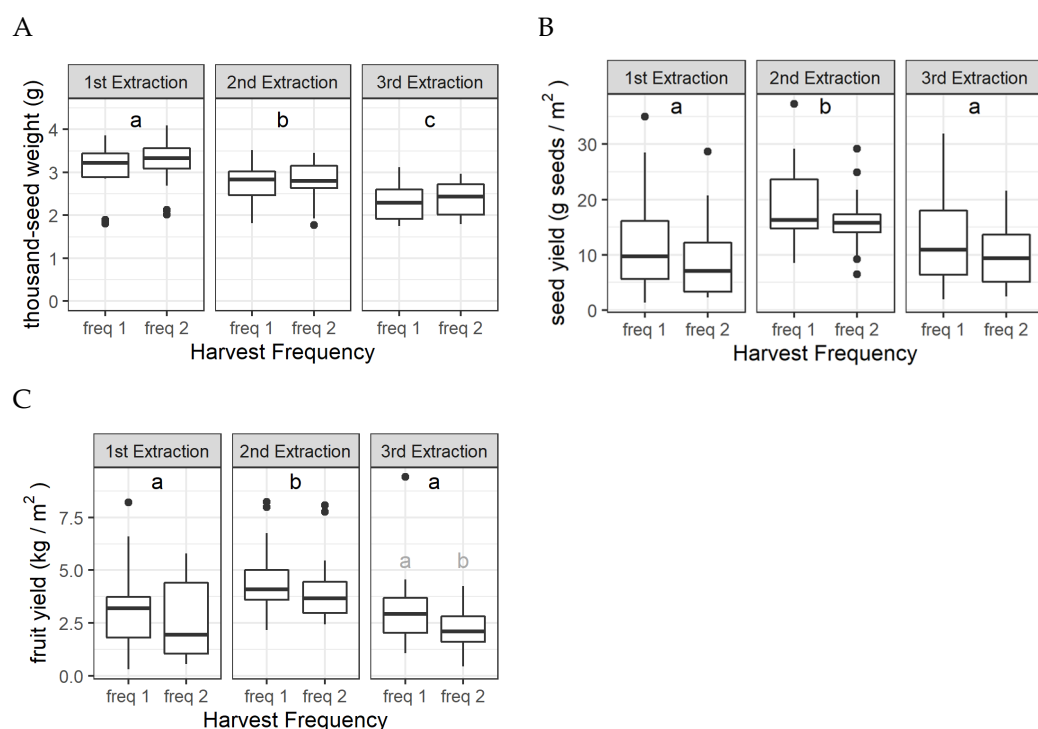 A
1st Extraction 2nd Extraction 3rd Extraction
a b c
thousand-seed weight (g)
4
3
2
1
0
freq 1 freq 2 freq 1 freq 2 freq 1 freq 2
Harvest Frequency
B
1st Extraction 2nd Extraction 3rd Extraction
a b a
seed yield (g seeds / m²)
30
20
10
0
freq 1 freq 2 freq 1 freq 2 freq 1 freq 2
Harvest Frequency
C
1st Extraction 2nd Extraction 3rd Extraction
a b a
fruit yield (kg / m²)
7.5
5.0
2.5
0.0
a b
freq 1 freq 2 freq 1 freq 2 freq 1 freq 2
Harvest Frequency